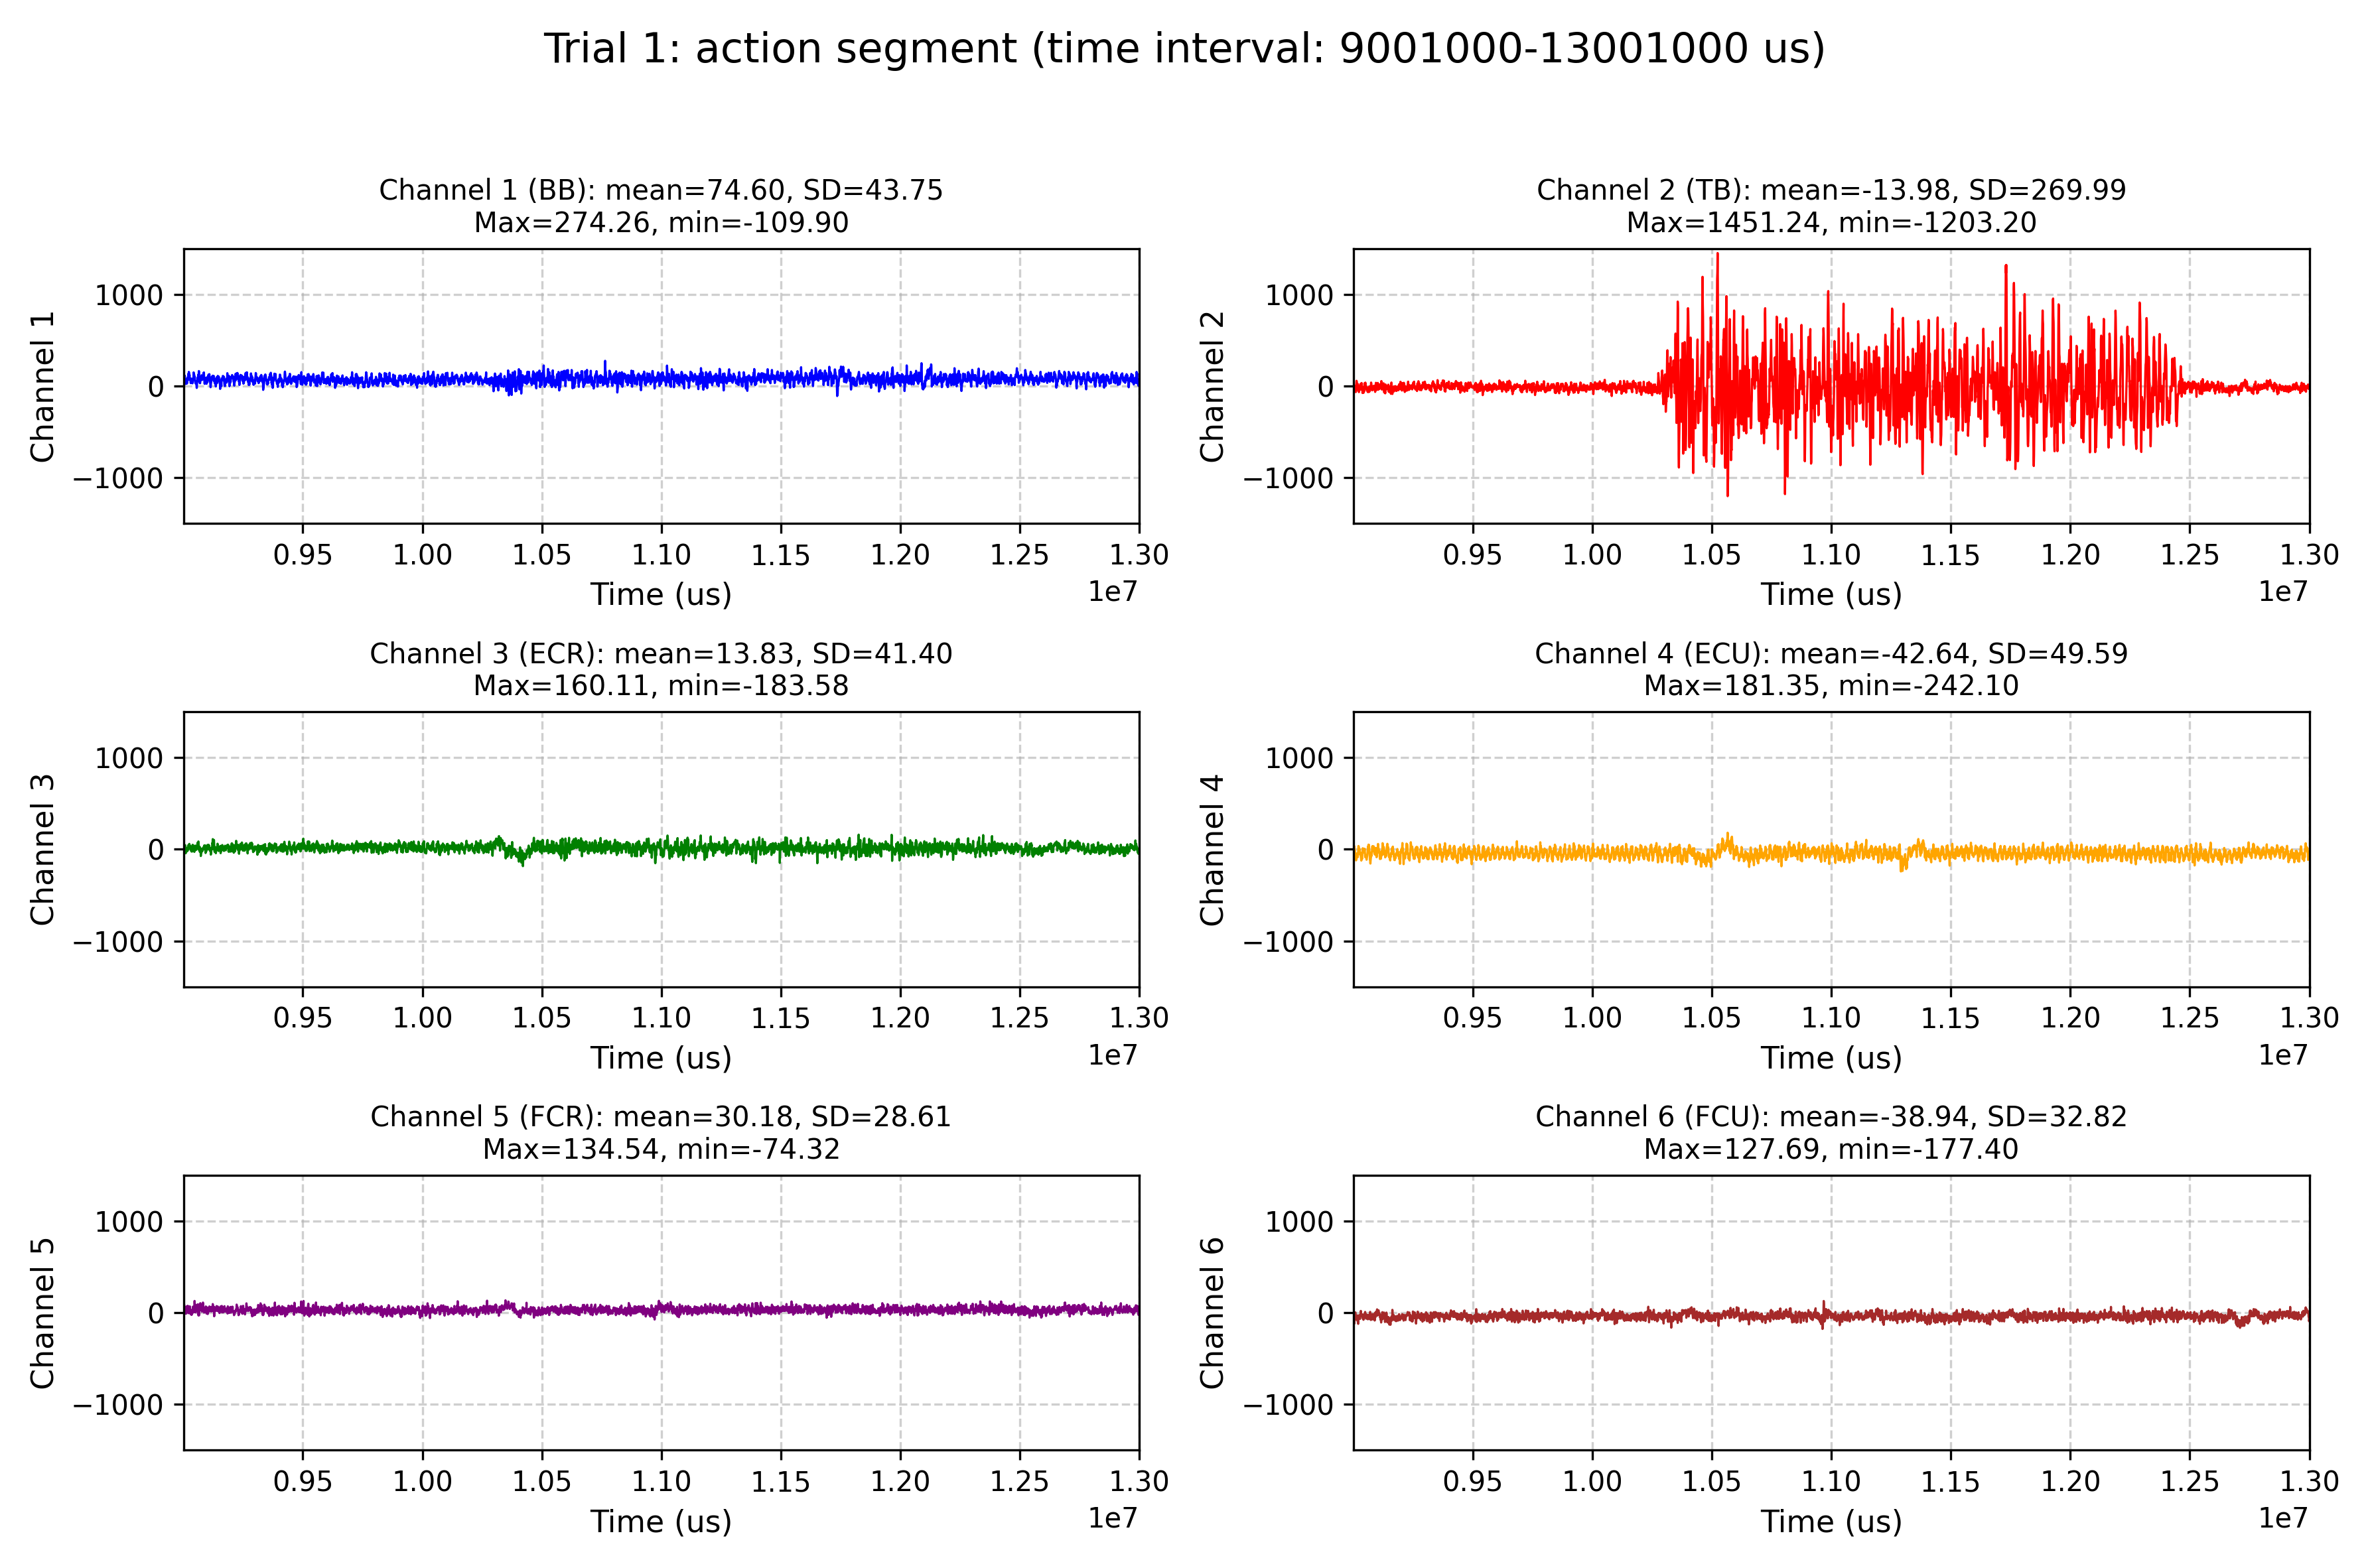 Trial 1: action segment (time interval: 9001000-13001000 us)
Channel 1 (BB): mean=74.60, SD=43.75
Max=274.26, min=-109.90
Channel 1
1000
0
−1000
0.95 1.00 1.05 1.10 1.15 1.20 1.25 1.30
Time (us)
1e7
Channel 2 (TB): mean=-13.98, SD=269.99
Max=1451.24, min=-1203.20
Channel 2
1000
0
−1000
0.95 1.00 1.05 1.10 1.15 1.20 1.25 1.30
Time (us)
1e7
Channel 3 (ECR): mean=13.83, SD=41.40
Max=160.11, min=-183.58
Channel 3
1000
0
−1000
0.95 1.00 1.05 1.10 1.15 1.20 1.25 1.30
Time (us)
1e7
Channel 4 (ECU): mean=-42.64, SD=49.59
Max=181.35, min=-242.10
Channel 4
1000
0
−1000
0.95 1.00 1.05 1.10 1.15 1.20 1.25 1.30
Time (us)
1e7
Channel 5 (FCR): mean=30.18, SD=28.61
Max=134.54, min=-74.32
Channel 5
1000
0
−1000
0.95 1.00 1.05 1.10 1.15 1.20 1.25 1.30
Time (us)
1e7
Channel 6 (FCU): mean=-38.94, SD=32.82
Max=127.69, min=-177.40
Channel 6
1000
0
−1000
0.95 1.00 1.05 1.10 1.15 1.20 1.25 1.30
Time (us)
1e7